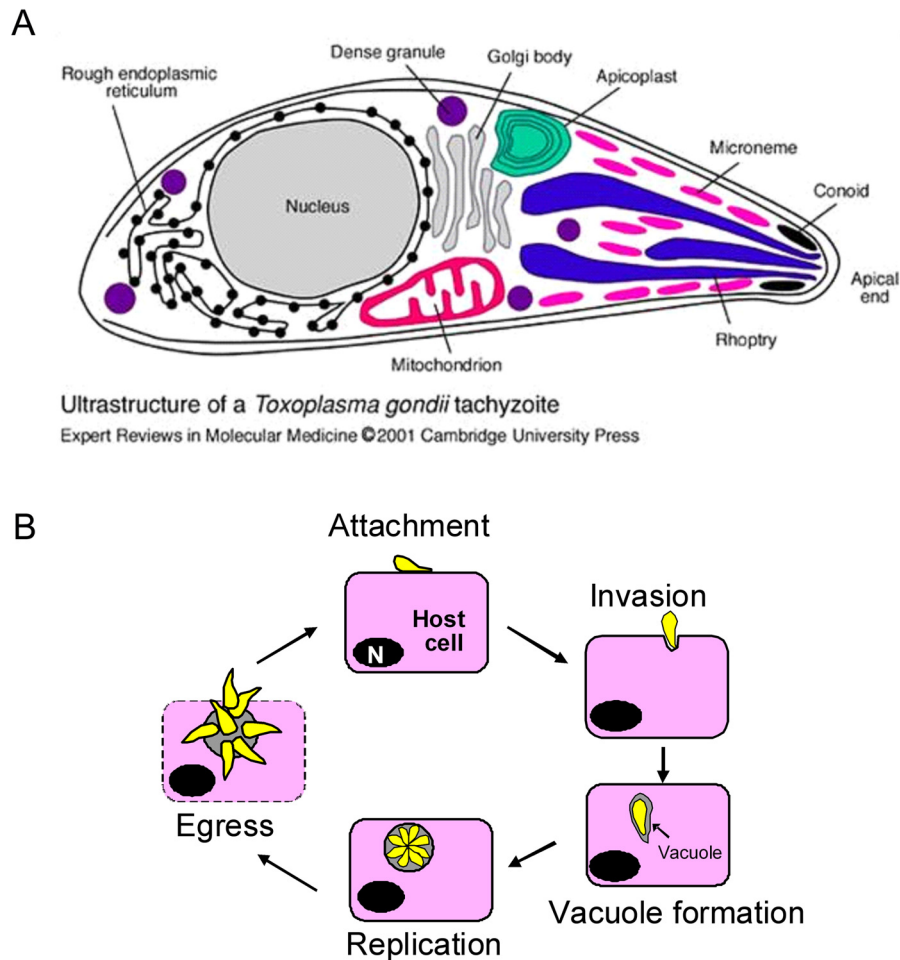 A
Dense granule
Golgi body
Rough endoplasmic
reticulum
Apicoplast
Microneme
Conoid
Nucleus
Apical
end
Rhoptry
Mitochondrion
Ultrastructure of a Toxoplasma gondii tachyzoite
Expert Reviews in Molecular Medicine ©2001 Cambridge University Press
B
Attachment
Host
cell
N
Invasion
Vacuole
Vacuole formation
Replication
Egress